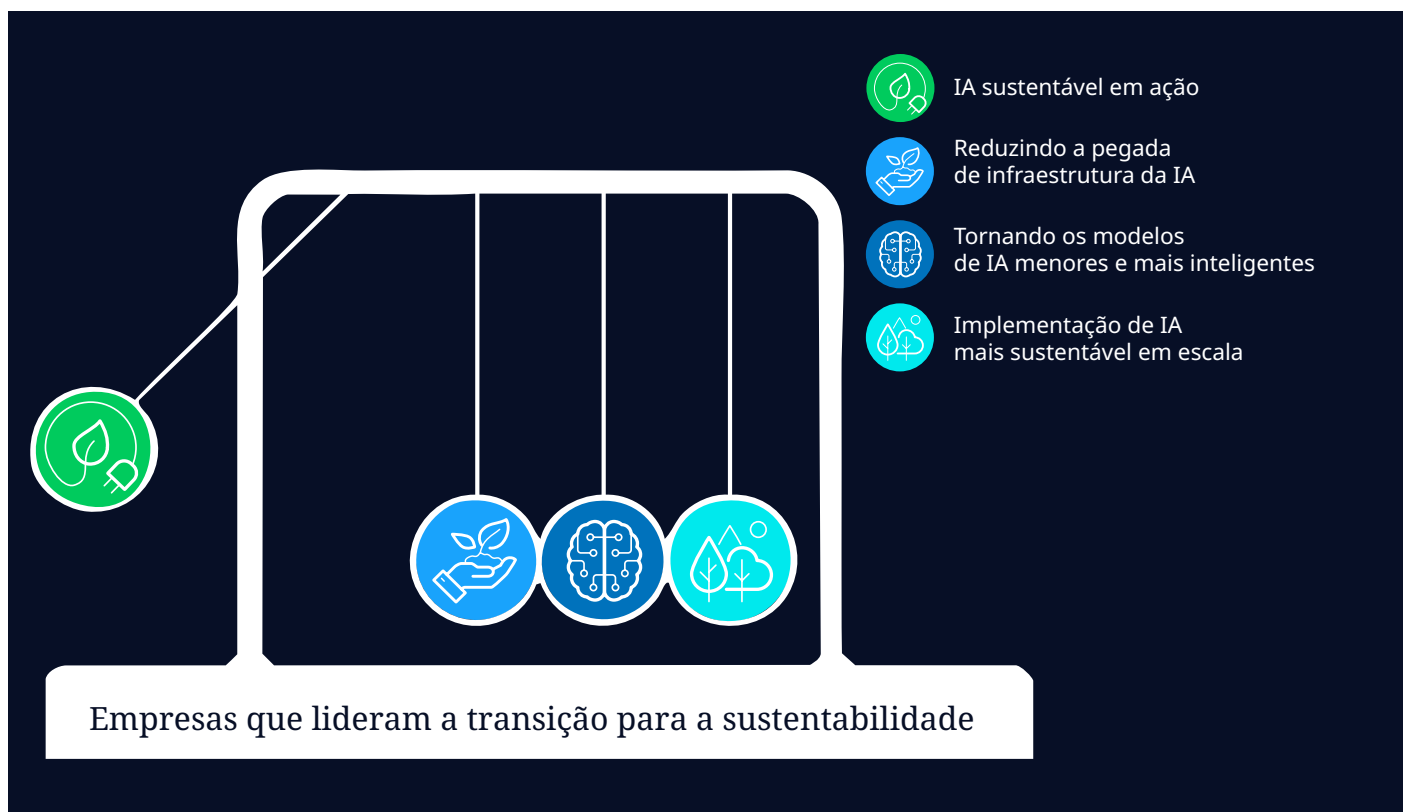 IA sustentável em ação
Reduzindo a pegada
de infraestrutura da IA
Tornando os modelos
de IA menores e mais inteligentes
Implementação de IA
mais sustentável em escala
Empresas que lideram a transição para a sustentabilidade